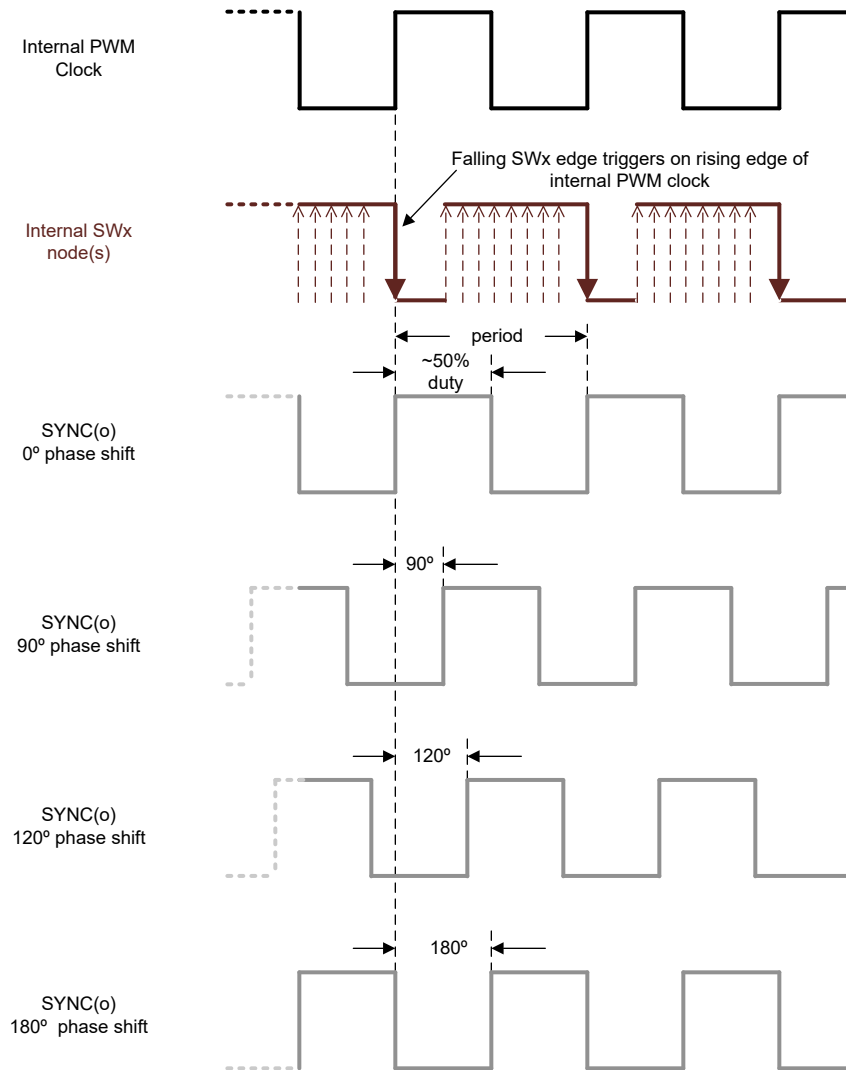 Internal PWM
Clock
Falling SWx edge triggers on rising edge of
internal PWM clock
Internal SWx
node(s)
period
~50%
duty
SYNC(o)
0º phase shift
90º
SYNC(o)
90º phase shift
120º
SYNC(o)
120º phase shift
180º
SYNC(o)
180º phase shift